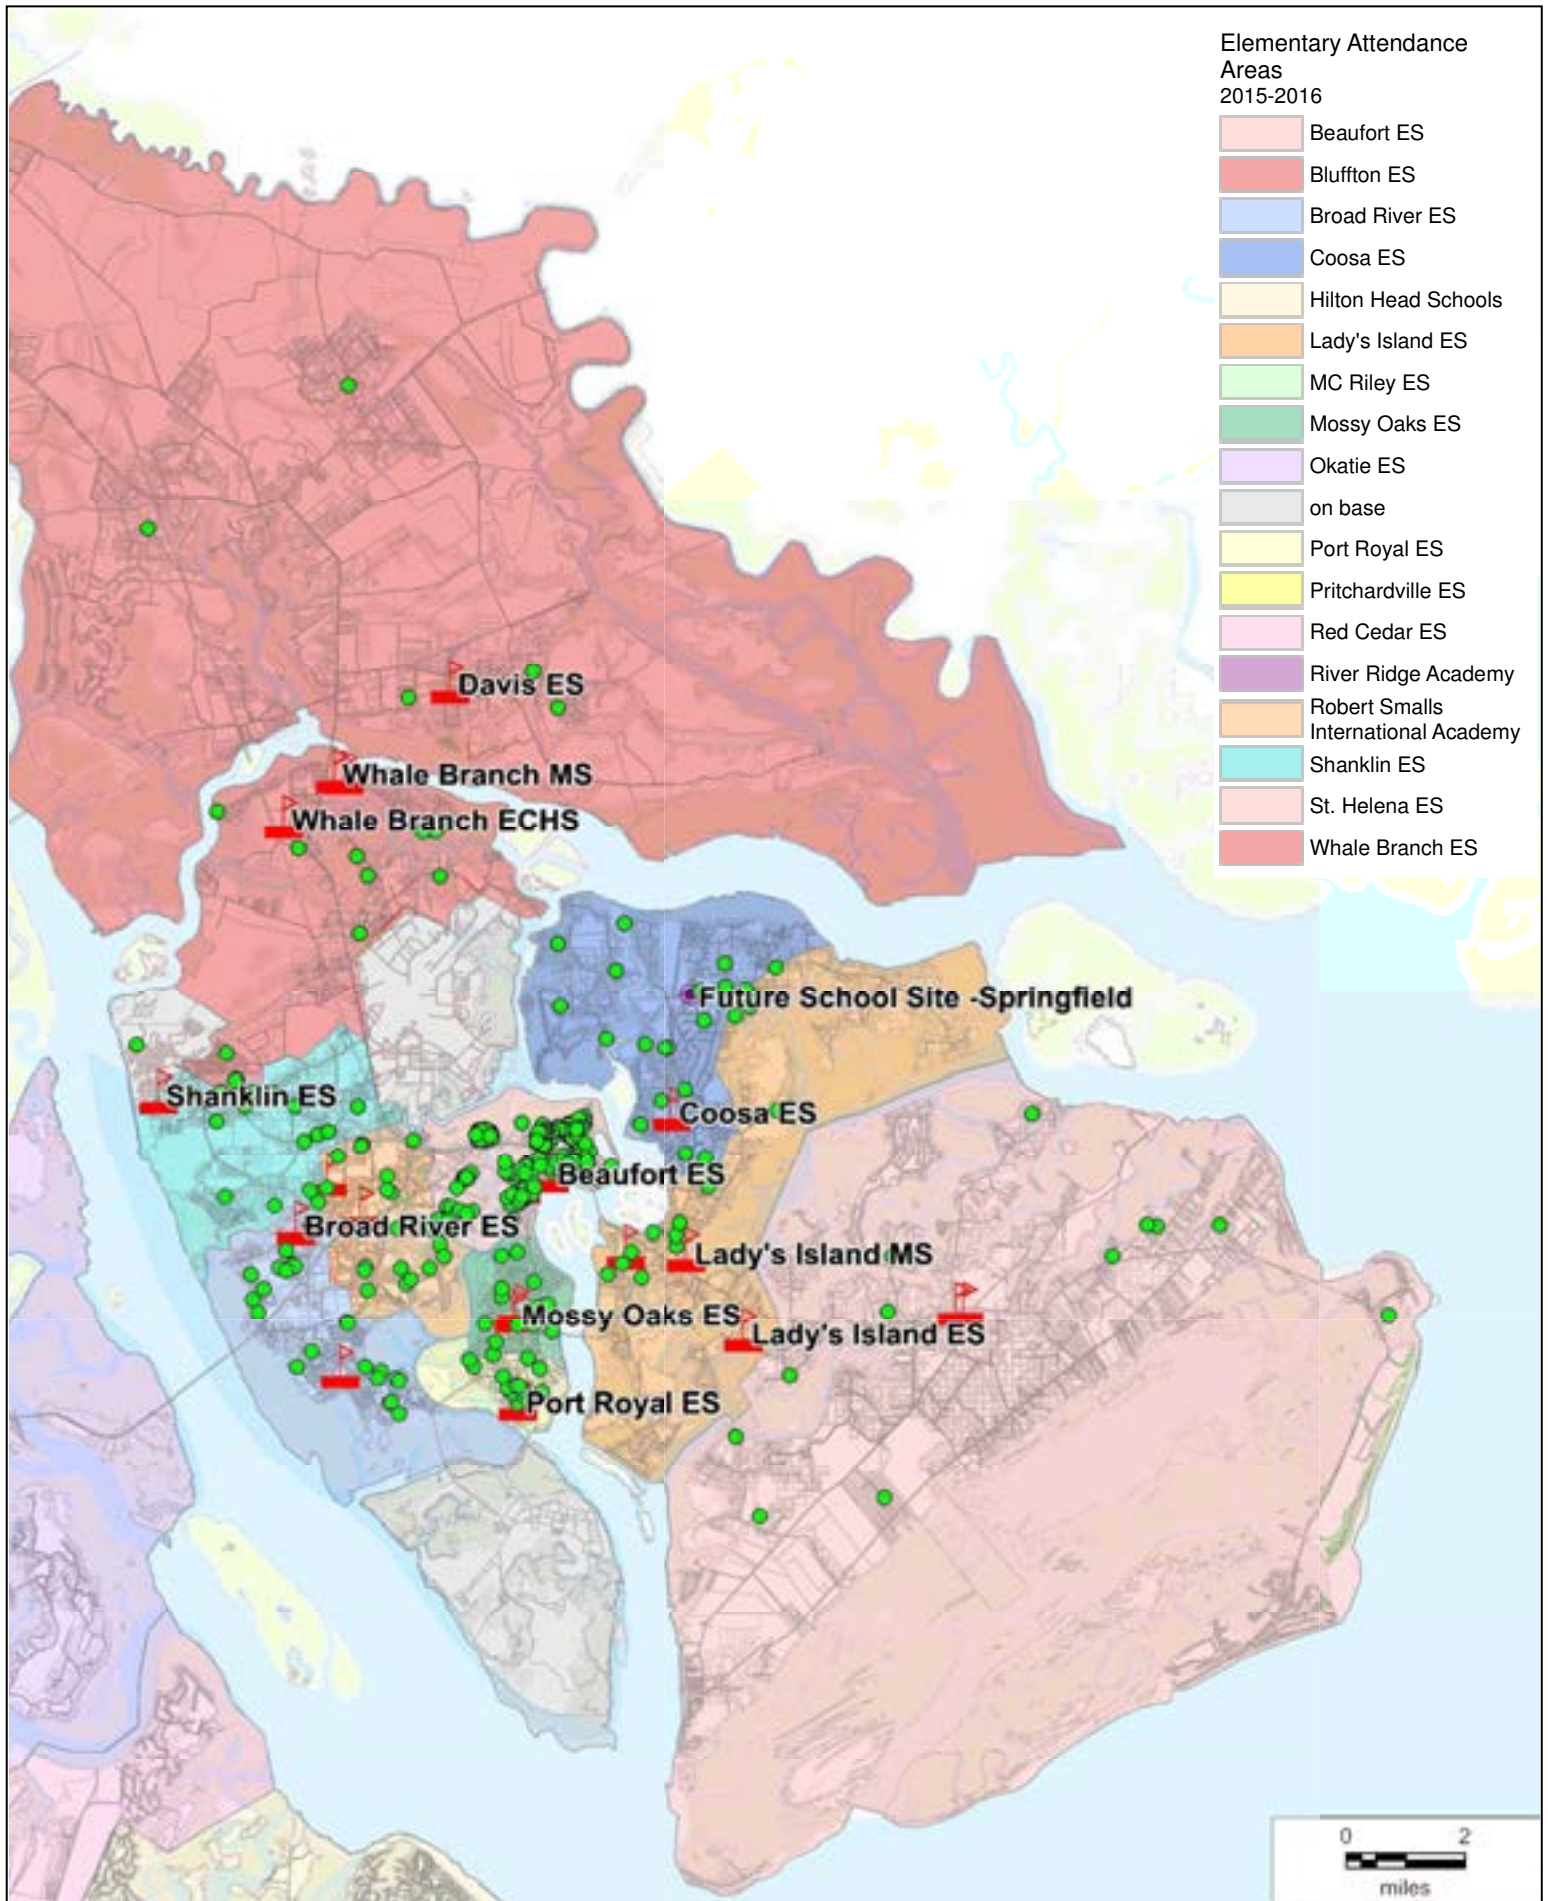 Elementary Attendance
Areas
2015-2016
Beaufort ES
Bluffton ES
Broad River ES
Coosa ES
Hilton Head Schools
Lady's Island ES
MC Riley ES
Mossy Oaks ES
Okatie ES
on base
Port Royal ES
Pritchardville ES
Red Cedar ES
River Ridge Academy
Robert Smalls
International Academy
Shanklin ES
St. Helena ES
Whale Branch ES
Davis ES
Whale Branch MS
Whale Branch ECHS
Future School Site -Springfield
Shanklin ES
Coosa ES
Beaufort ES
Broad River ES
Lady's Island MS
Mossy Oaks ES
Lady's Island ES
Port Royal ES
0 2
miles